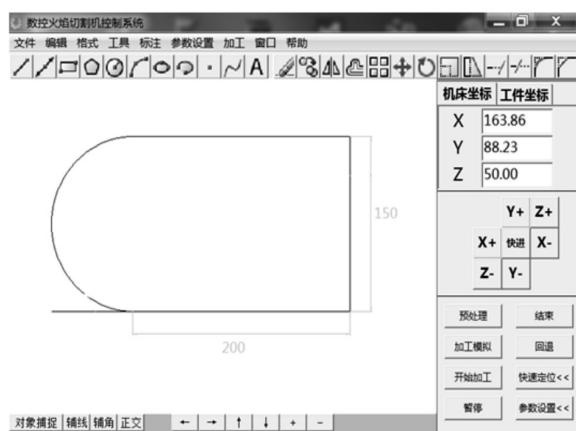 数控火焰切割机控制系统
文件 编辑 格式 工具 标注 参数设置 加工 窗口 帮助
A
机床坐标 工件坐标
X 163.86
Y 88.23
Z 50.00
Y+ Z+
X+ 快进 X-
Z- Y-
150
200
预处理 结束
加工模拟 回退
开始加工 快速定位<<
暂停 参数设置<<
对象捕捉 辅线 辅角 正交 ← → ↑ ↓ + -